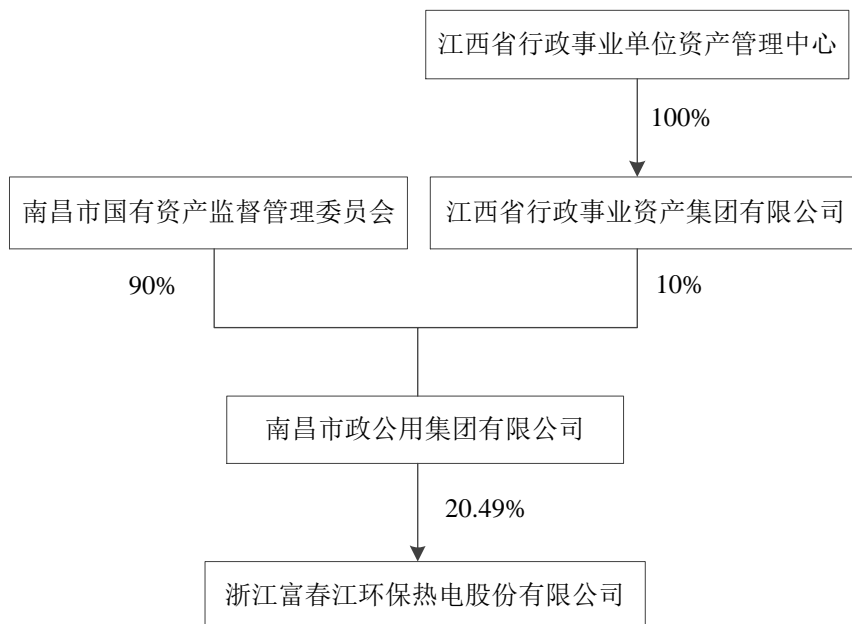 江西省行政事业单位资产管理中心
100%
南昌市国有资产监督管理委员会
江西省行政事业资产集团有限公司
90%
10%
南昌市政公用集团有限公司
20.49%
浙江富春江环保热电股份有限公司